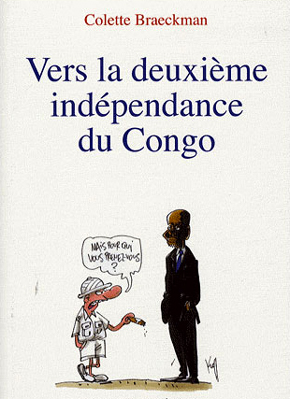 Colette Braeckman
Vers la deuxième
indépendance
du Congo
MAIS POUR QUI
VOUS PRENEZ-VOUS
?